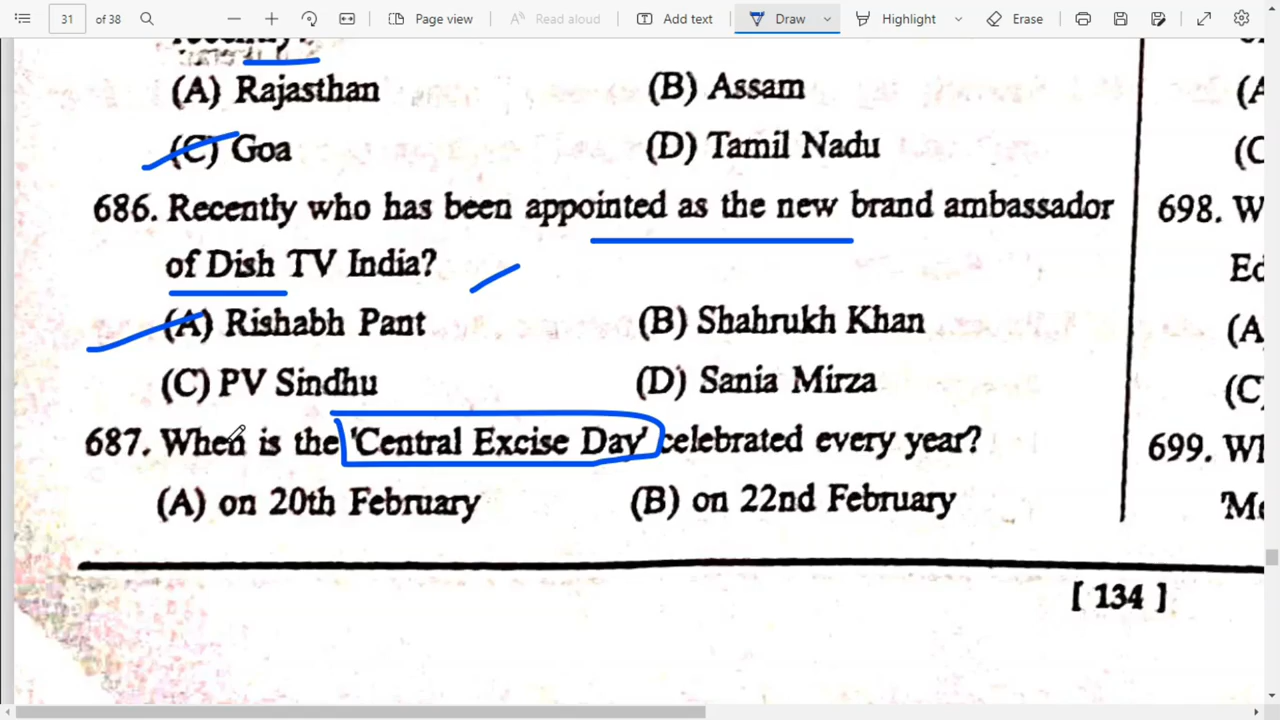 31 of 38 Page view Read aloud Add text Draw Highlight Erase
recently?
(A) Rajasthan (B) Assam
(C) Goa (D) Tamil Nadu
686. Recently who has been appointed as the new brand ambassador
of Dish TV India?
(A) Rishabh Pant (B) Shahrukh Khan
(C) PV Sindhu (D) Sania Mirza
687. When is the 'Central Excise Day' celebrated every year?
(A) on 20th February (B) on 22nd February
(A
(C
698. W
Ed
(A
(C)
699. Wh
'Me
[ 134 ]